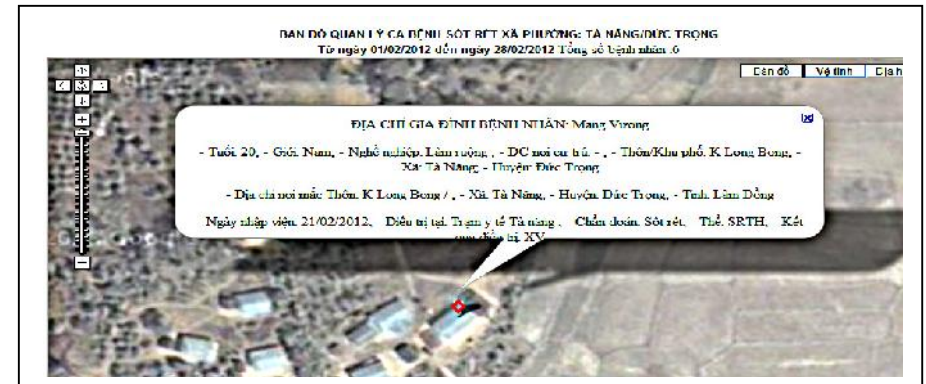 BẢN ĐỒ QUẢN LÝ CA BỆNH SỐT RÉT XÃ PHƯỜNG: TÀ NĂNG/ĐỨC TRỌNG
Từ ngày 01/02/2012 đến ngày 28/02/2012 Tổng số bệnh nhân :6
Bản đồ Vệ tinh Địa h
ĐỊA CHỈ GIA ĐÌNH BỆNH NHÂN: Mang
- Tuổi: 20, - Giới: Nam, - Nghề nghiệp: Làm ruộng , - DC nơi cư trú: - , - Thôn/Khu phố: K Long Bong, -
Xã: Tà Năng; - Huyện: Đức Trọng
- Địa chỉ nơi mắc Thôn: K Long Bong / , - Xã: Tà Năng, - Huyện: Đức Trọng, - Tỉnh: Lâm Đồng
Ngày nhập viện: 21/02/2012, Điều trị tại: Trạm y tế Tà năng , Chẩn đoán: Sốt rét, Thể: SRTH, Kết
quả điều trị: XV